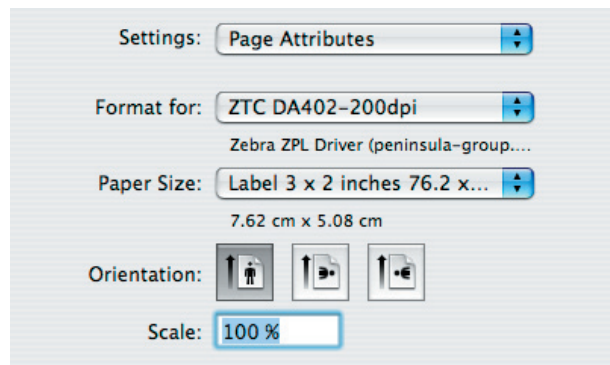 Settings: Page Attributes
Format for: ZTC DA402-200dpi
Zebra ZPL Driver (peninsula-group....
Paper Size: Label 3 x 2 inches 76.2 x...
7.62 cm x 5.08 cm
Orientation:
Scale: 100 %